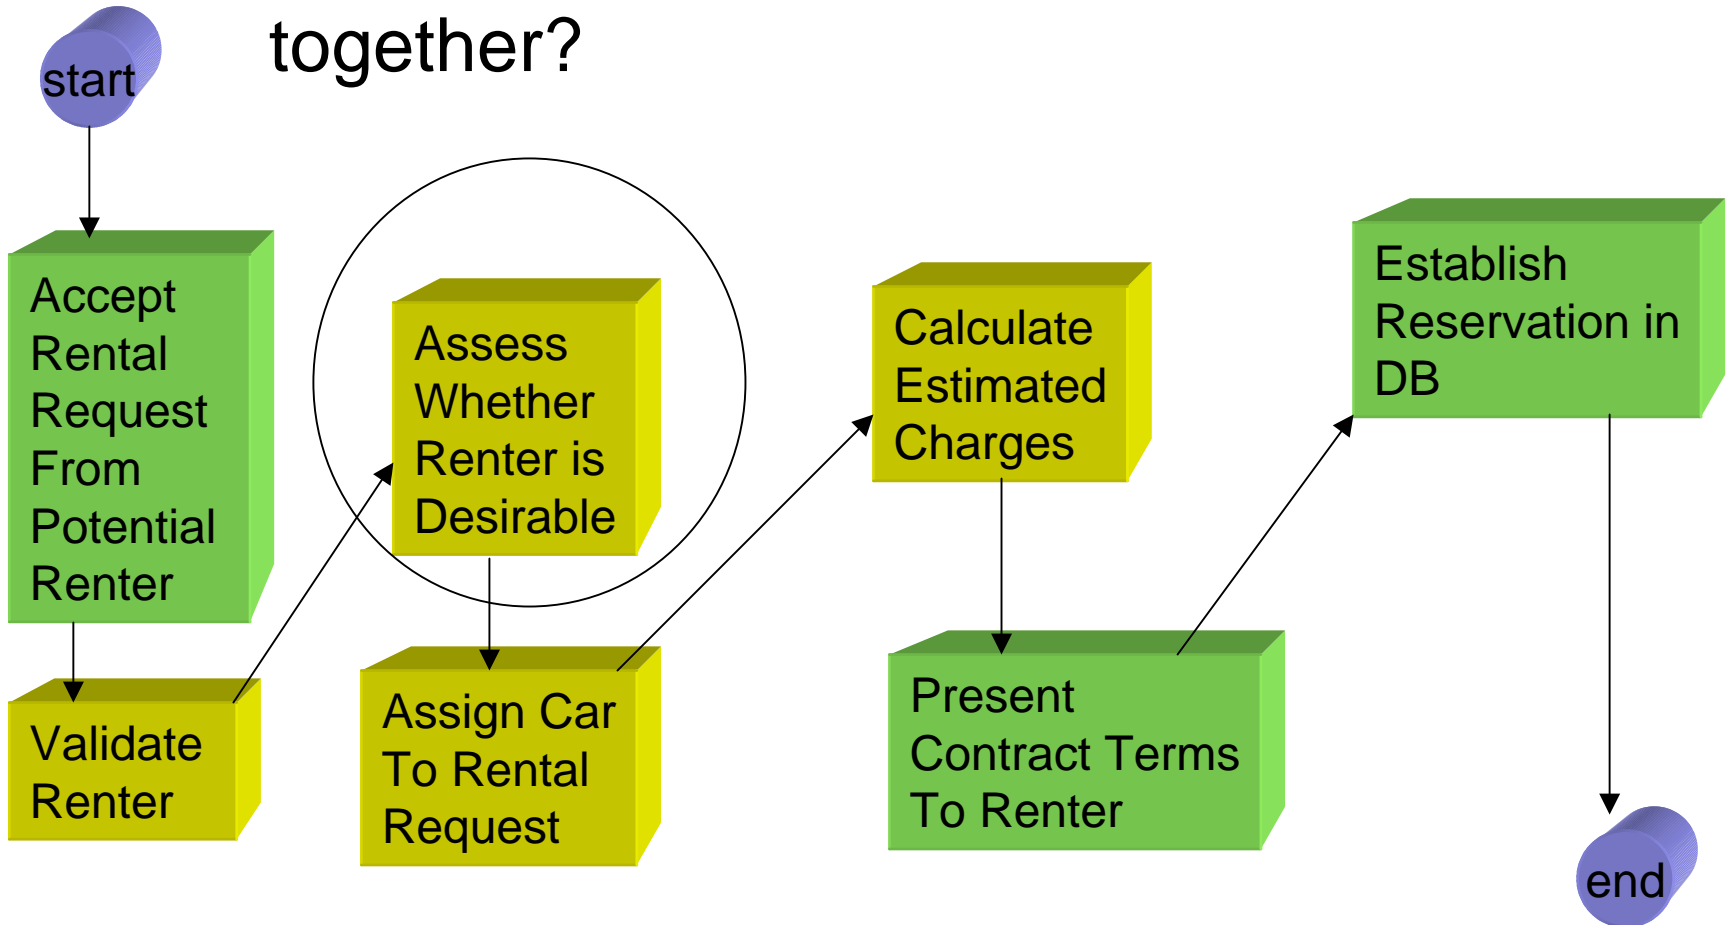 together?
start
Accept
Rental
Request
From
Potential
Renter
Validate
Renter
Assess
Whether
Renter is
Desirable
Assign Car
To Rental
Request
Calculate
Estimated
Charges
Present
Contract Terms
To Renter
Establish
Reservation in
DB
end